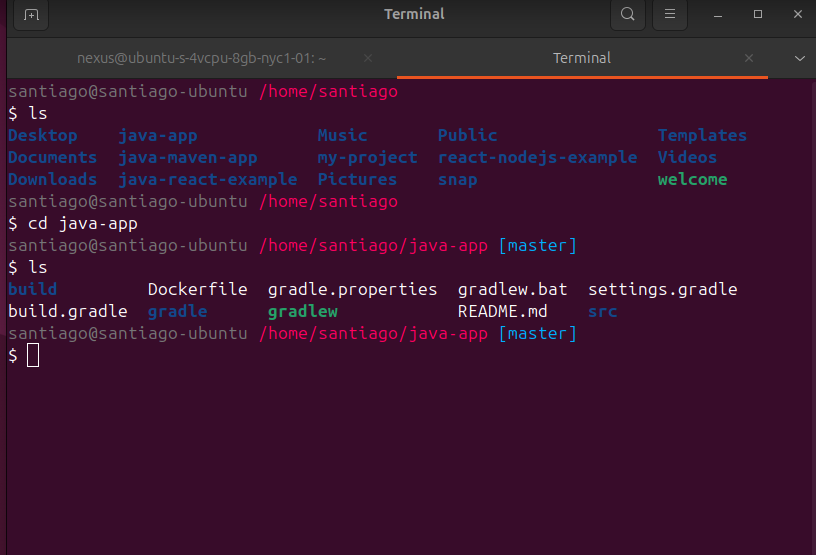 Terminal
nexus@ubuntu-s-4vcpu-8gb-nyc1-01: ~ Terminal
santiago@santiago-ubuntu /home/santiago
$ ls
Desktop java-app Music Public Templates
Documents java-maven-app my-project react-nodejs-example Videos
Downloads java-react-example Pictures snap welcome
santiago@santiago-ubuntu /home/santiago
$ cd java-app
santiago@santiago-ubuntu /home/santiago/java-app [master]
$ ls
build Dockerfile gradle.properties gradlew.bat settings.gradle
build.gradle gradle gradlew README.md src
santiago@santiago-ubuntu /home/santiago/java-app [master]
$